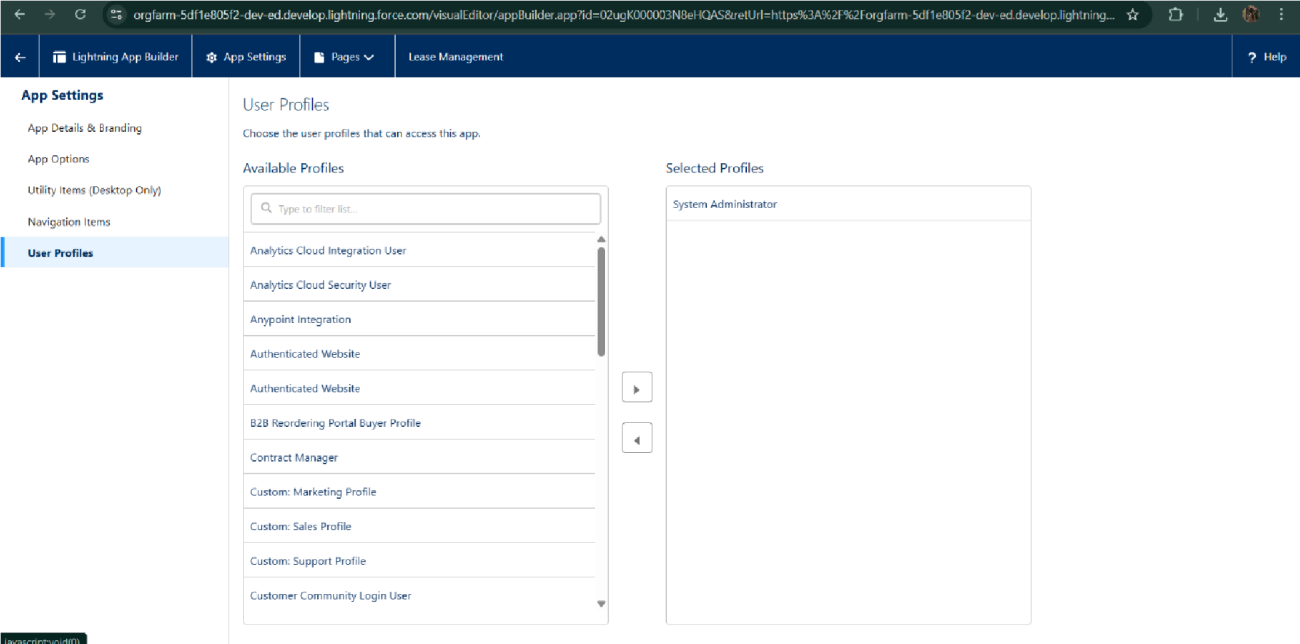 orgfarm-5df1e805f2-dev-ed.develop.lightning.force.com/visualEditor/appBuilder.app?id=02ugK000003N8eHQAS&retUrl=https%3A%2F%2Forgfarm-5df1e805f2-dev-ed.develop.lightning...
Lightning App Builder
App Settings
Pages
Lease Management
? Help
App Settings
App Details & Branding
App Options
Utility Items (Desktop Only)
Navigation Items
User Profiles
User Profiles
Choose the user profiles that can access this app.
Available Profiles
Type to filter list...
Analytics Cloud Integration User
Analytics Cloud Security User
Anypoint Integration
Authenticated Website
Authenticated Website
B2B Reordering Portal Buyer Profile
Contract Manager
Custom: Marketing Profile
Custom: Sales Profile
Custom: Support Profile
Customer Community Login User
Selected Profiles
System Administrator
javascript:void(0)